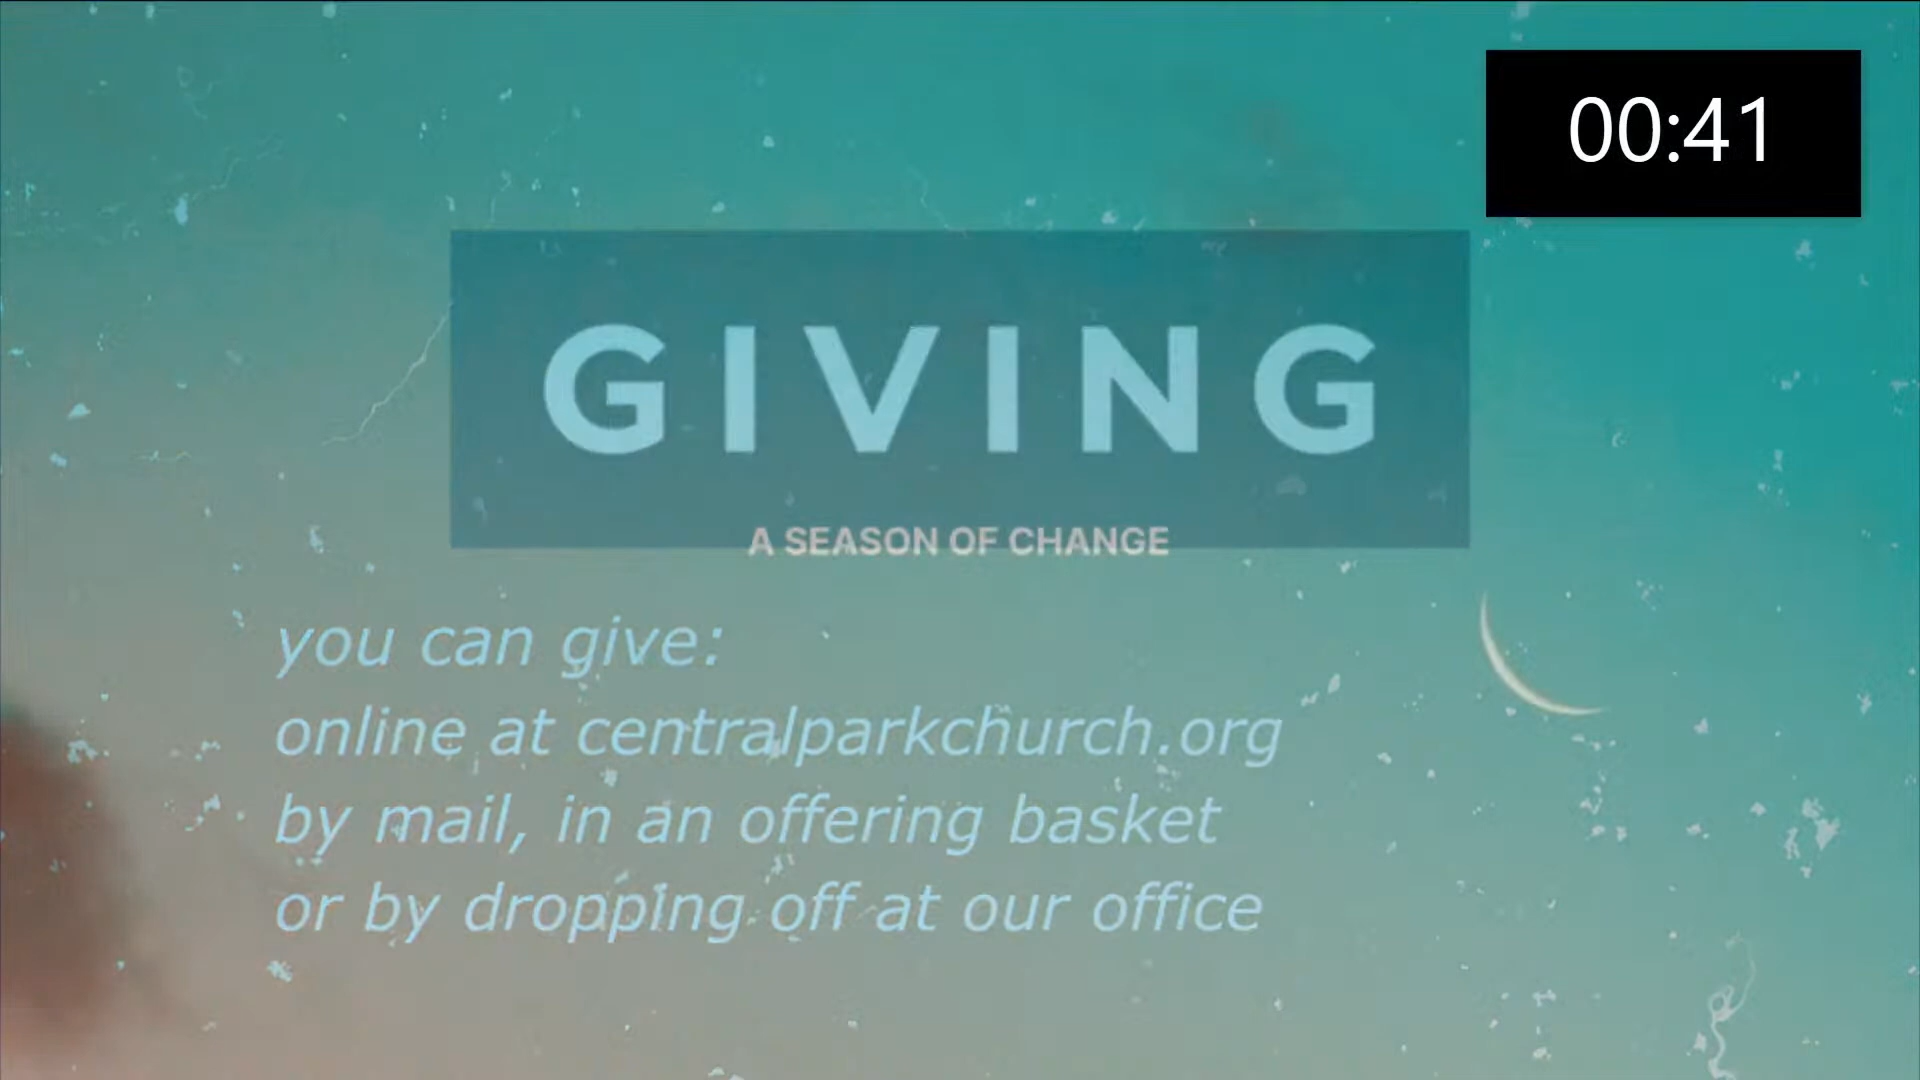 00:41
GIVING
A SEASON OF CHANGE
you can give:
online at centralparkchurch.org
by mail, in an offering basket
or by dropping off at our office